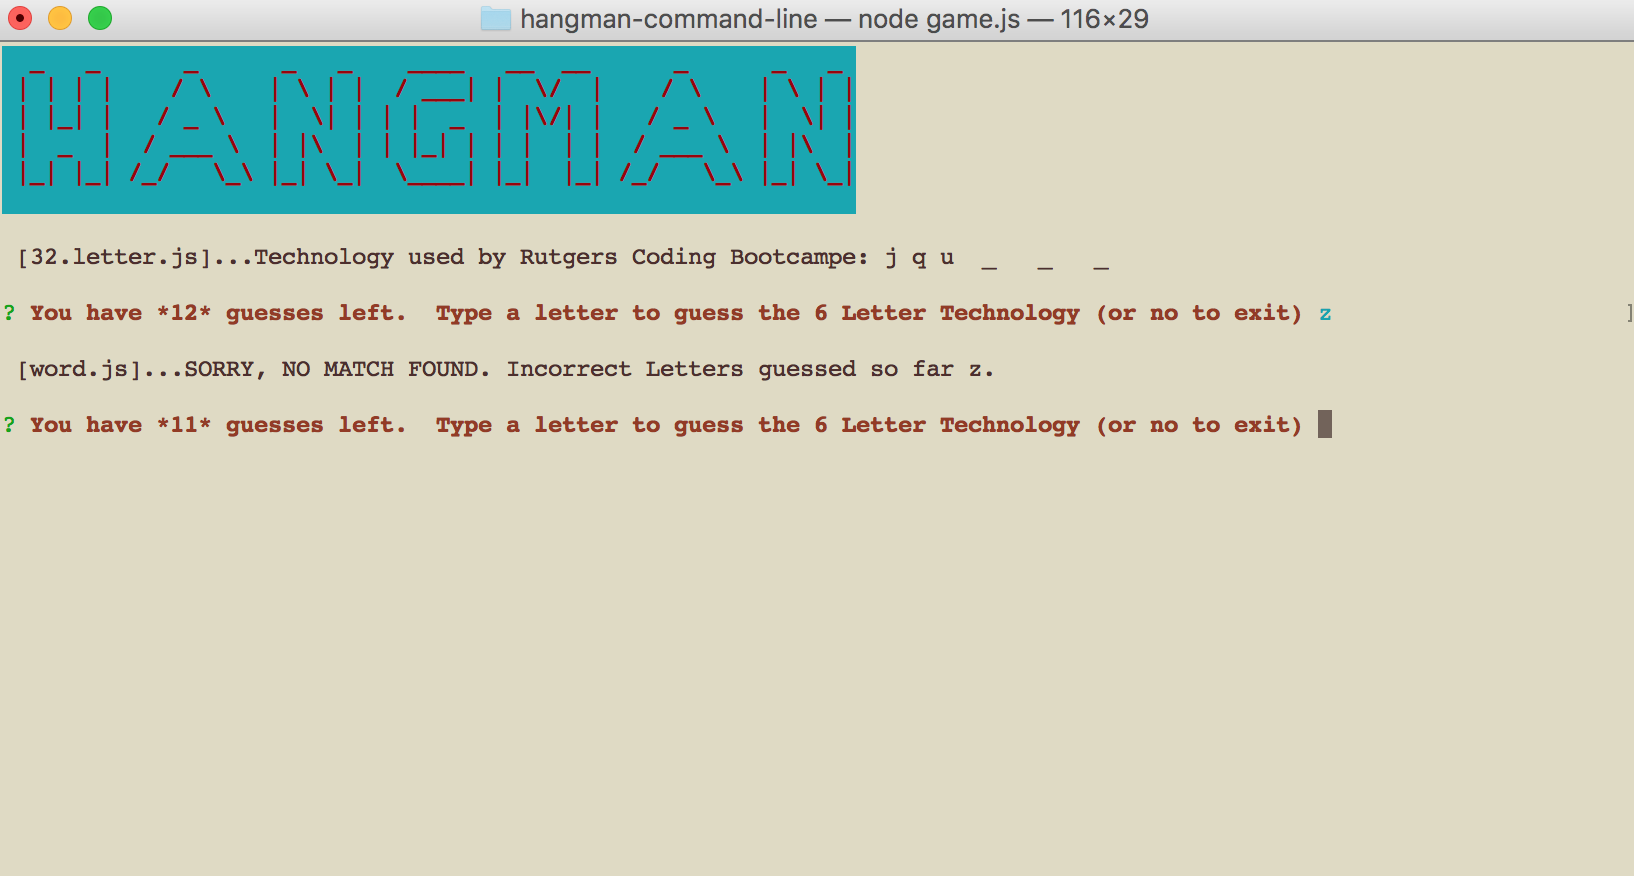 hangman-command-line — node game.js — 116×29
HANGMAN
[32.letter.js]...Technology used by Rutgers Coding Bootcampe: j q u  _   _   _
? You have *12* guesses left.  Type a letter to guess the 6 Letter Technology (or no to exit) z ]
[word.js]...SORRY, NO MATCH FOUND. Incorrect Letters guessed so far z.
? You have *11* guesses left.  Type a letter to guess the 6 Letter Technology (or no to exit)